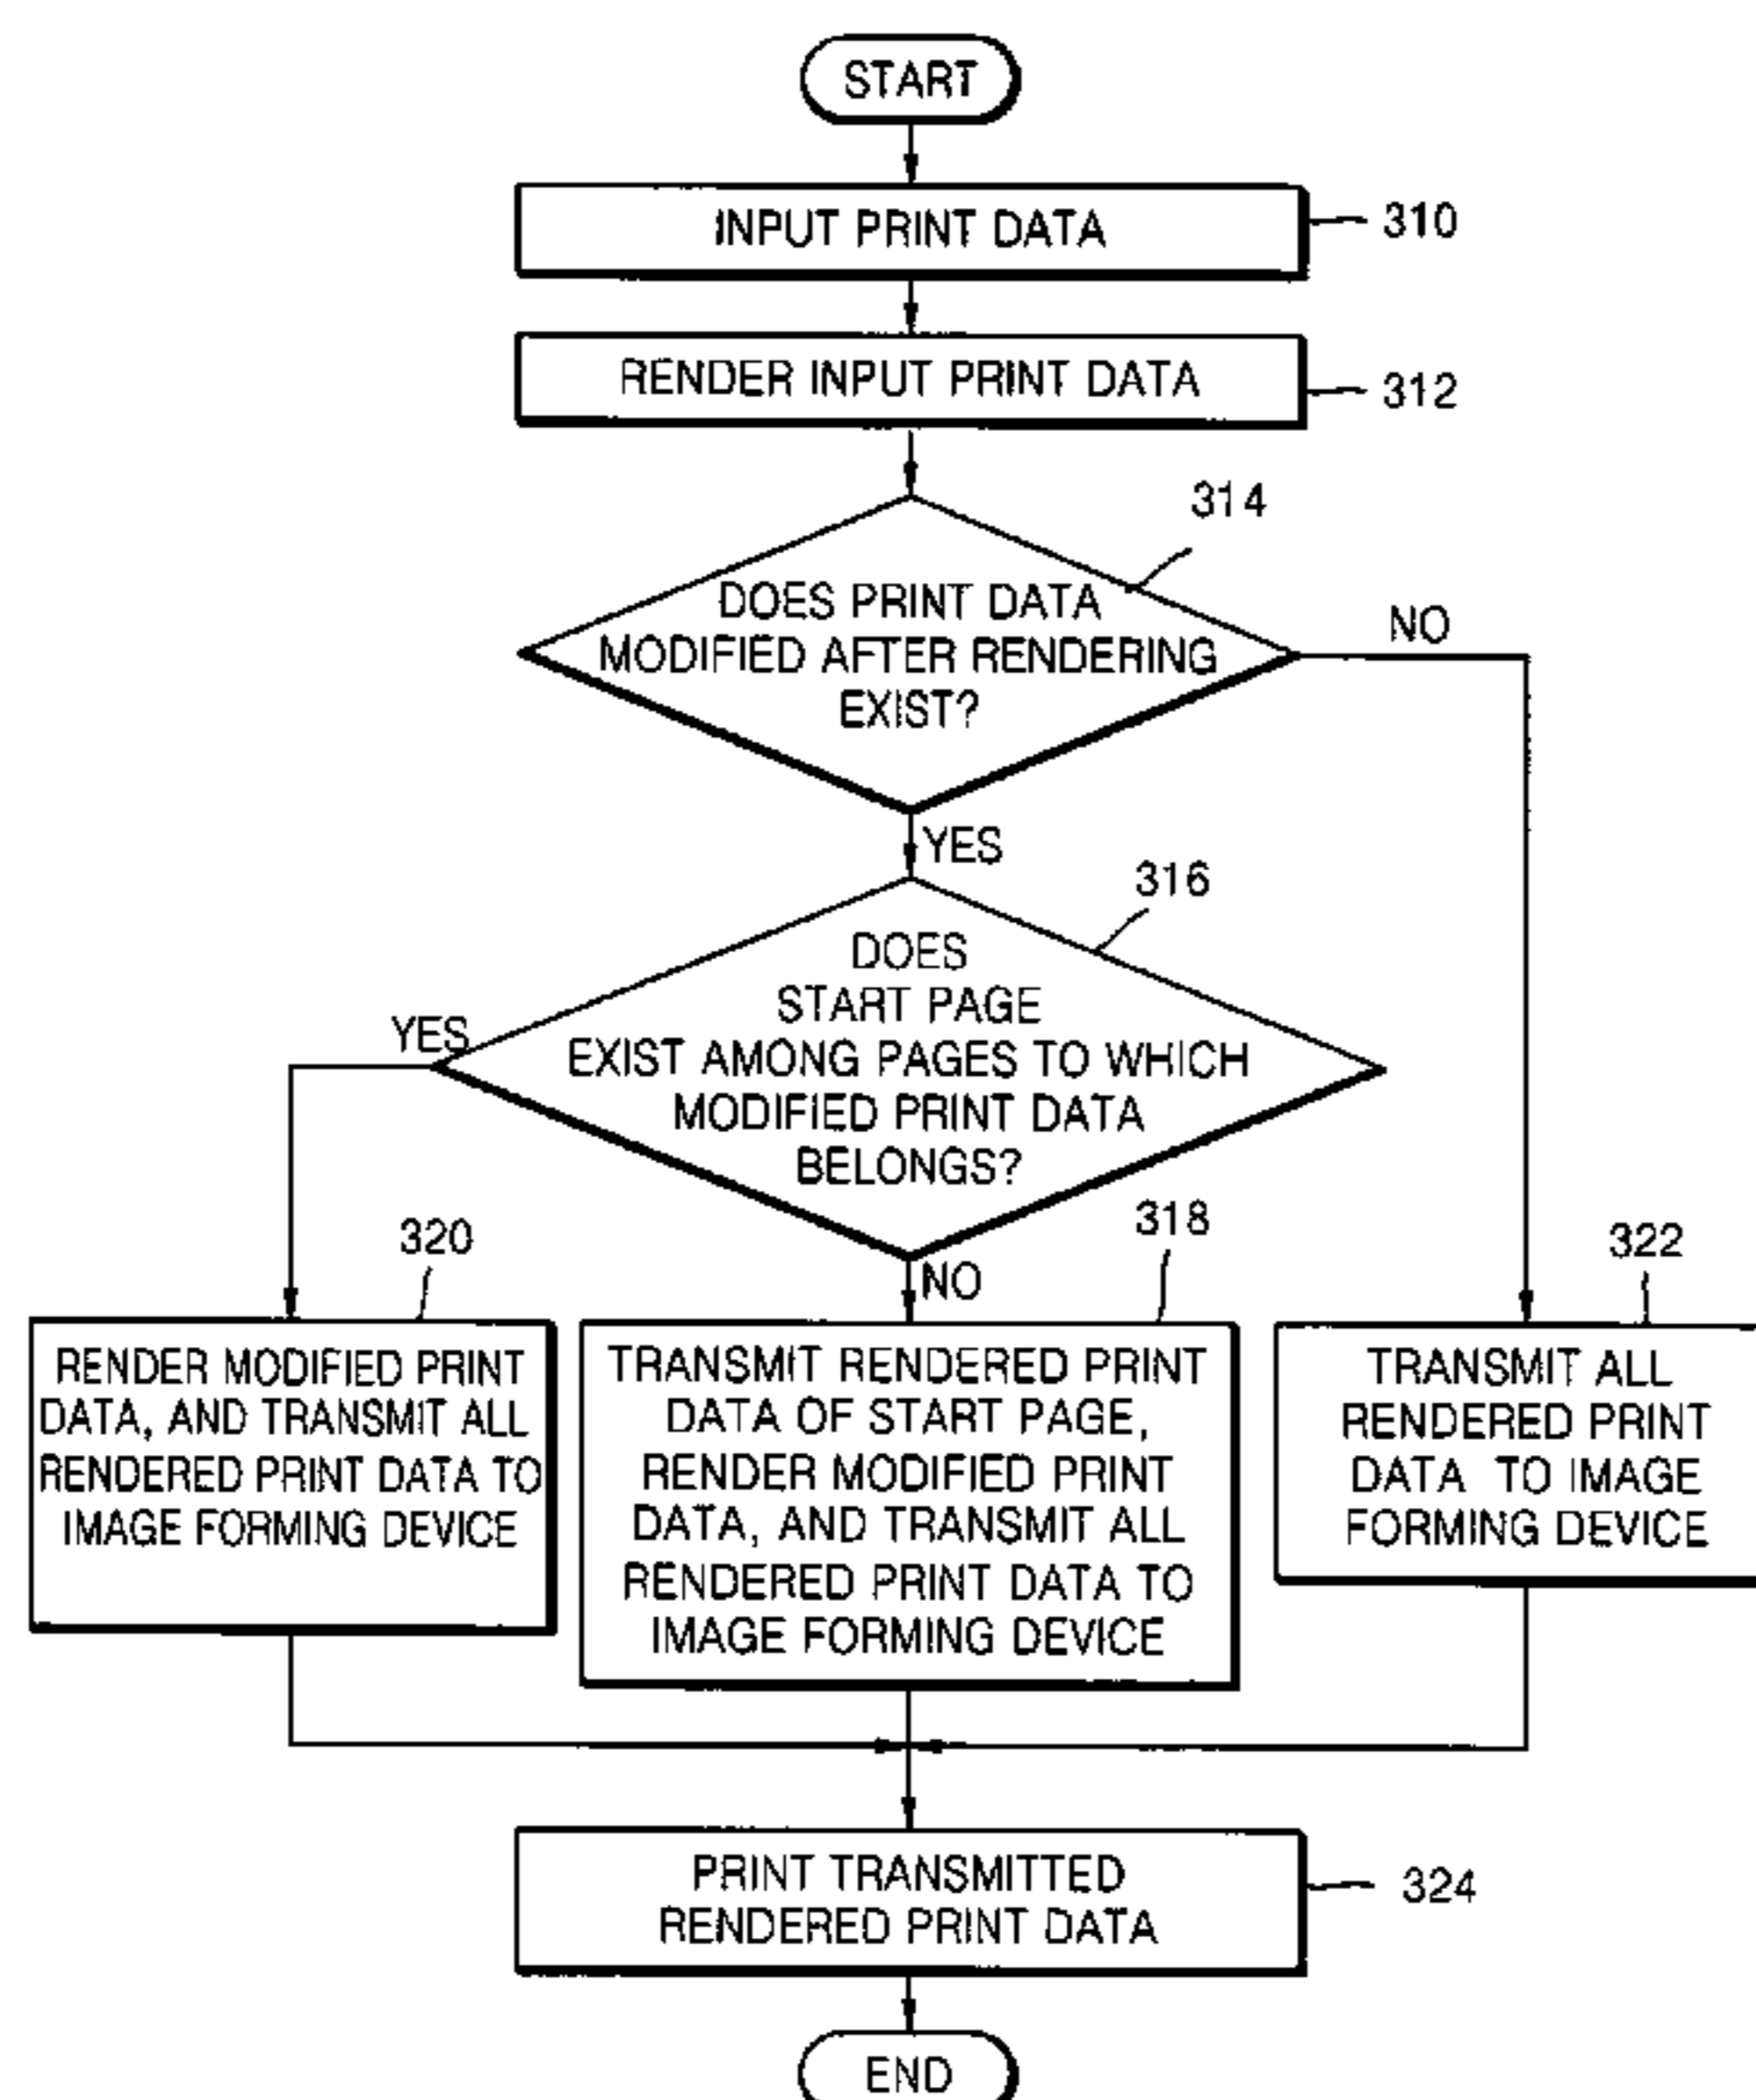 START
INPUT PRINT DATA
310
RENDER INPUT PRINT DATA
312
314
DOES PRINT DATA
MODIFIED AFTER RENDERING
EXIST?
NO
YES
316
DOES
START PAGE
EXIST AMONG PAGES TO WHICH
MODIFIED PRINT DATA
BELONGS?
YES
NO
320
RENDER MODIFIED PRINT
DATA, AND TRANSMIT ALL
RENDERED PRINT DATA TO
IMAGE FORMING DEVICE
318
TRANSMIT RENDERED PRINT
DATA OF START PAGE,
RENDER MODIFIED PRINT
DATA, AND TRANSMIT ALL
RENDERED PRINT DATA TO
IMAGE FORMING DEVICE
322
TRANSMIT ALL
RENDERED PRINT
DATA TO IMAGE
FORMING DEVICE
PRINT TRANSMITTED
RENDERED PRINT DATA
324
END